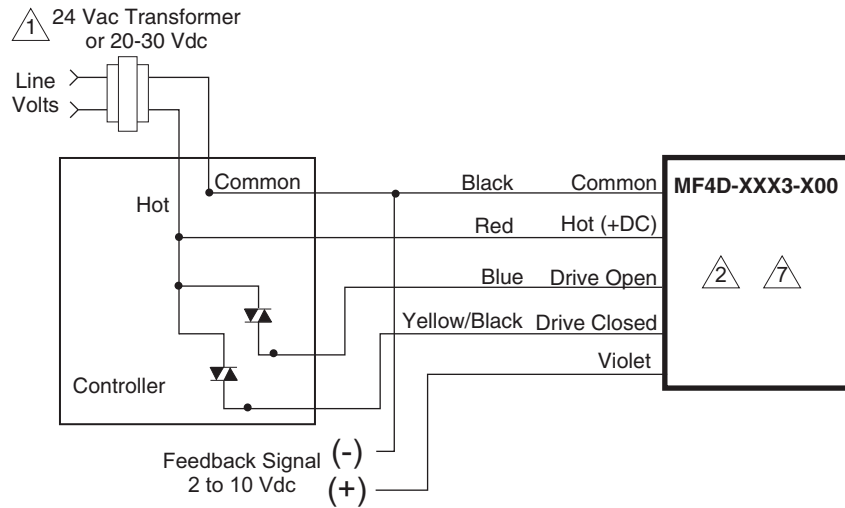 1
24 Vac Transformer
or 20-30 Vdc
Line
Volts
Common
Hot
Black
Common
MF4D-XXX3-X00
Red
Hot (+DC)
2
7
Blue
Drive Open
Yellow/Black
Drive Closed
Violet
Controller
Feedback Signal
2 to 10 Vdc
(-)
(+)